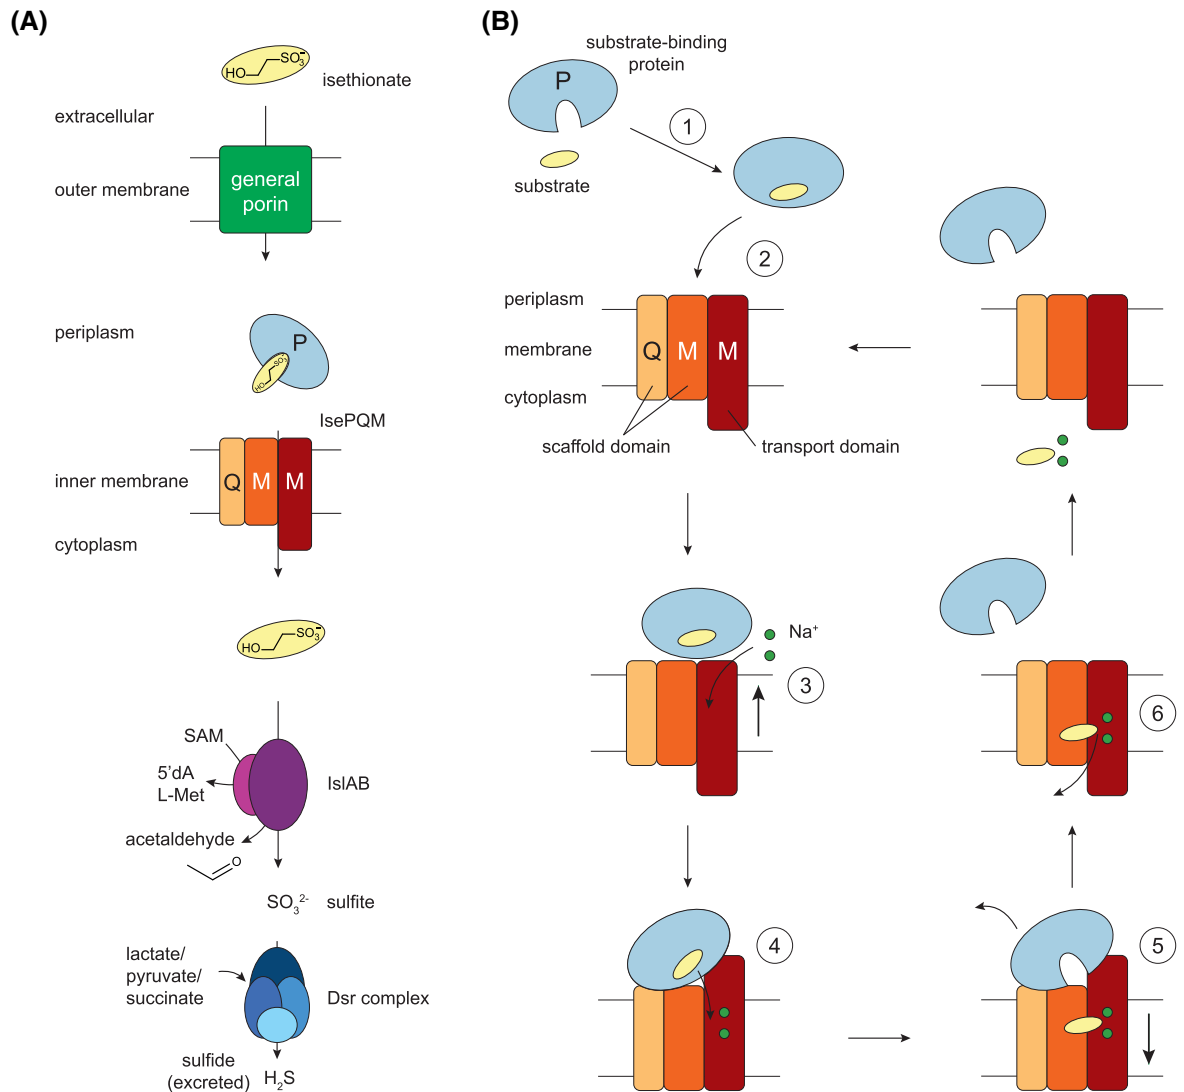 (A)
HO
SO3-
isethionate
extracellular
general
porin
outer membrane
periplasm
P
HO
SO3-
IsePQM
Q M M
inner membrane
cytoplasm
HO
SO3-
SAM
5'dA
L-Met
IslAB
acetaldehyde
O
SO₃²⁻ sulfite
lactate/
pyruvate/
succinate
Dsr complex
sulfide
(excreted)
H₂S
(B)
substrate-binding
protein
P
1
substrate
2
periplasm
membrane
cytoplasm
Q M M
scaffold domain
transport domain
Na⁺
3
4
5
6